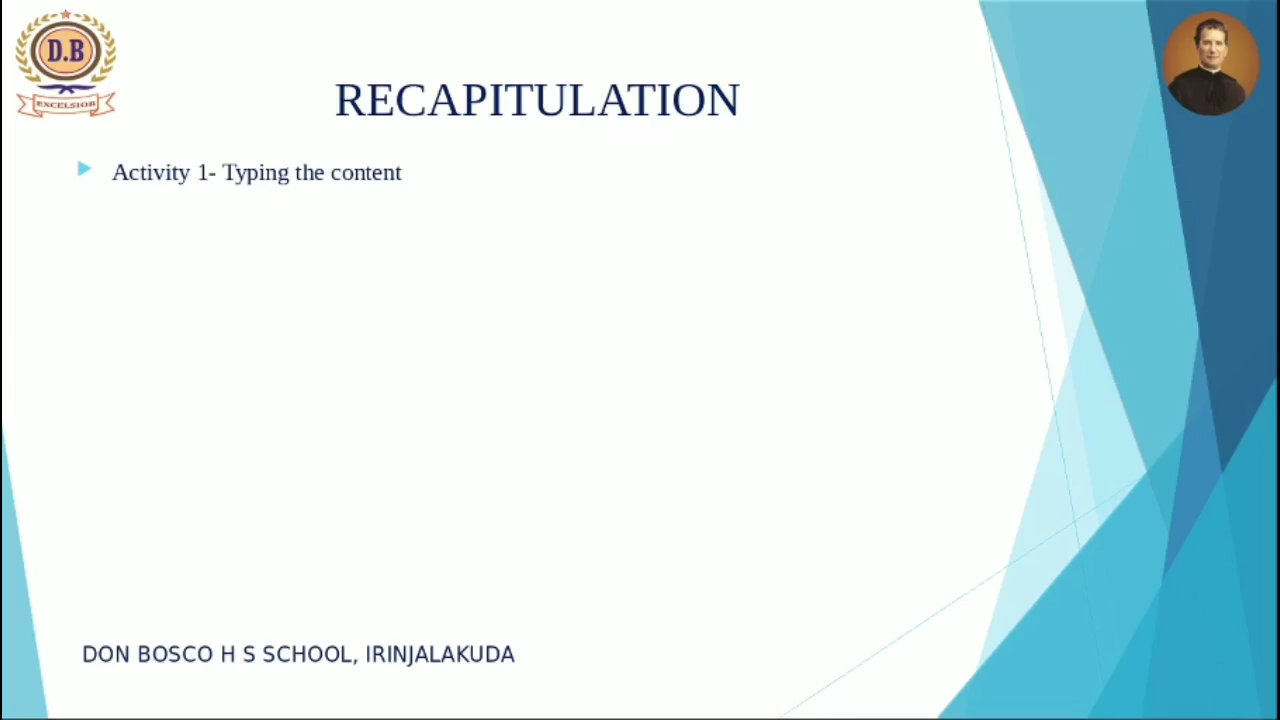 D.B
EXCELSIOR
RECAPITULATION
Activity 1- Typing the content
DON BOSCO H S SCHOOL, IRINJALAKUDA